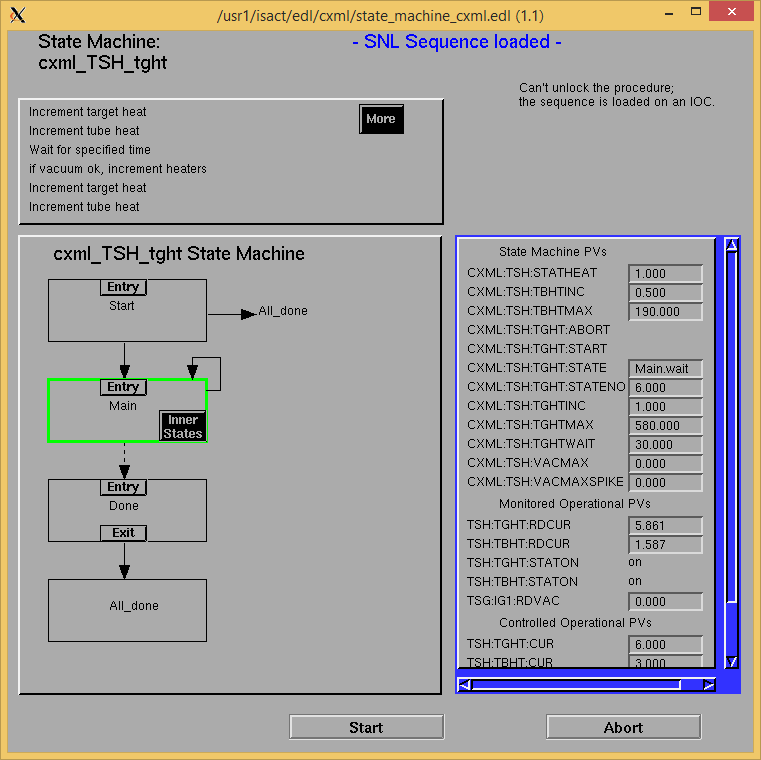 /usr1/isact/edl/cxml/state_machine_cxml.edl (1.1)
State Machine:
- SNL Sequence loaded -
cxml_TSH_tght
Can't unlock the procedure;
the sequence is loaded on an IOC.
Increment target heat
More
Increment tube heat
Wait for specified time
if vacuum ok, increment heaters
Increment target heat
Increment tube heat
cxml_TSH_tght State Machine
Entry
Start
All_done
Entry
Main
Inner
States
Entry
Done
Exit
All_done
State Machine PVs
CXML:TSH:STATHEAT 1.000
CXML:TSH:TBHTINC 0.500
CXML:TSH:TBHTMAX 190.000
CXML:TSH:TGHT:ABORT
CXML:TSH:TGHT:START
CXML:TSH:TGHT:STATE Main.wait
CXML:TSH:TGHT:STATENO 6.000
CXML:TSH:TGHTINC 1.000
CXML:TSH:TGHTMAX 580.000
CXML:TSH:TGHTWAIT 30.000
CXML:TSH:VACMAX 0.000
CXML:TSH:VACMAXSPIKE 0.000
Monitored Operational PVs
TSH:TGHT:RDCUR 5.861
TSH:TBHT:RDCUR 1.587
TSH:TGHT:STATON on
TSH:TBHT:STATON on
TSG:IG1:RDVAC 0.000
Controlled Operational PVs
TSH:TGHT:CUR 6.000
TSH:TBHT:CUR 3.000
Start
Abort